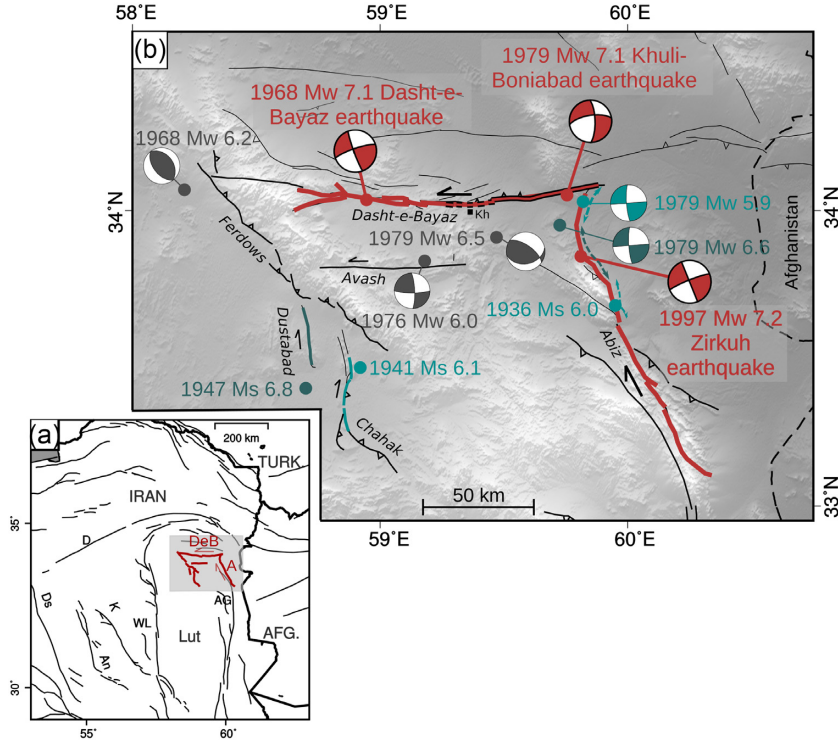 58°E
59°E
60°E
(b)
1979 Mw 7.1 Khuli-
Boniabad earthquake
1968 Mw 7.1 Dasht-e-
Bayaz earthquake
1968 Mw 6.2
34°N
34°N
Dasht-e-Bayaz
Kh
1979 Mw 5.9
1979 Mw 6.5
1979 Mw 6.6
Ferdows
Avash
Afghanistan
1976 Mw 6.0
1936 Ms 6.0
1997 Mw 7.2
Zirkuh
earthquake
Dustabad
Abiz
1941 Ms 6.1
1947 Ms 6.8
Chahak
50 km
33°N
59°E
60°E
(a)
200 km
TURK
IRAN
35°
D
DeB
A
Ds
K
WL
AG
Lut
AFG.
An
30°
55°
60°